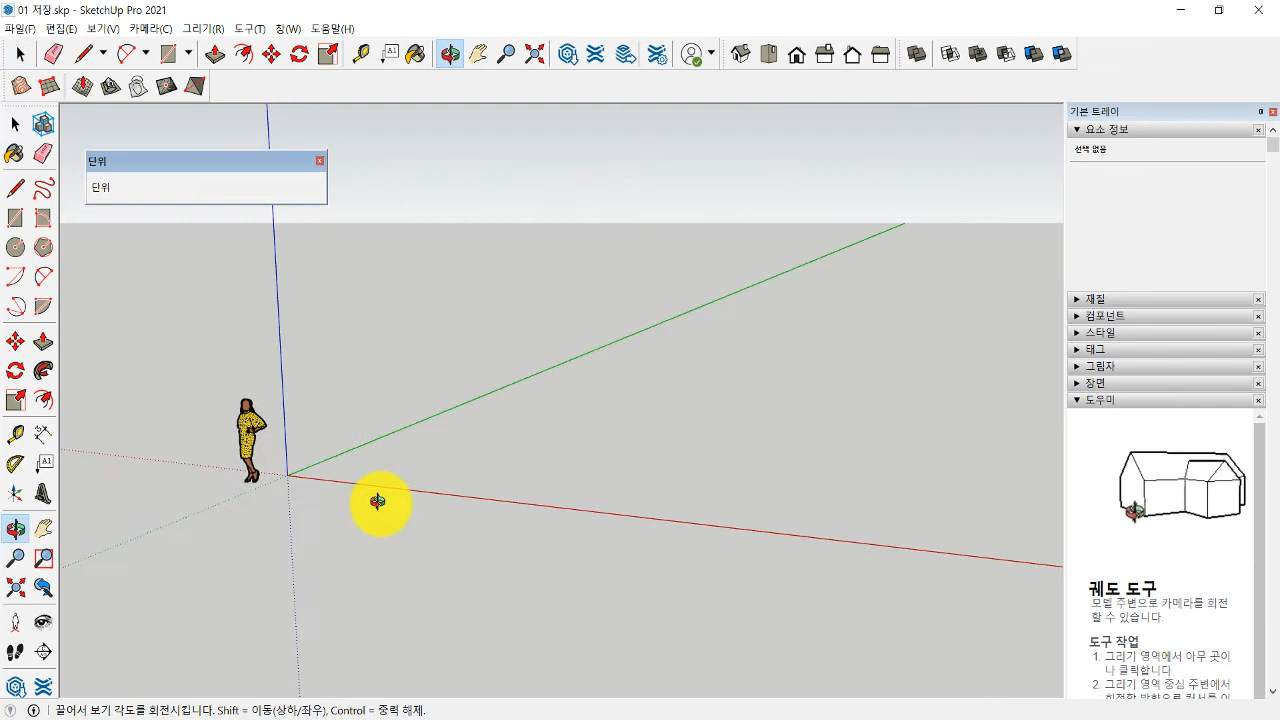 01 저장.skp - SketchUp Pro 2021
파일(F) 편집(E) 보기(V) 카메라(C) 그리기(R) 도구(T) 창(W) 도움말(H)
A1
기본 트레이
요소 정보
선택 없음
단위
단위
재질
컴포넌트
스타일
태그
그림자
장면
도우미
A1
궤도 도구
모델 주변으로 카메라를 회전
할 수 있습니다.
도구 작업
1. 그리기 영역에서 아무 곳이
나 클릭합니다.
2. 그리기 영역 중심 주변에서
끌어서 보기 각도를 회전시킵니다. Shift = 이동(상하/좌우), Control = 중력 해제.